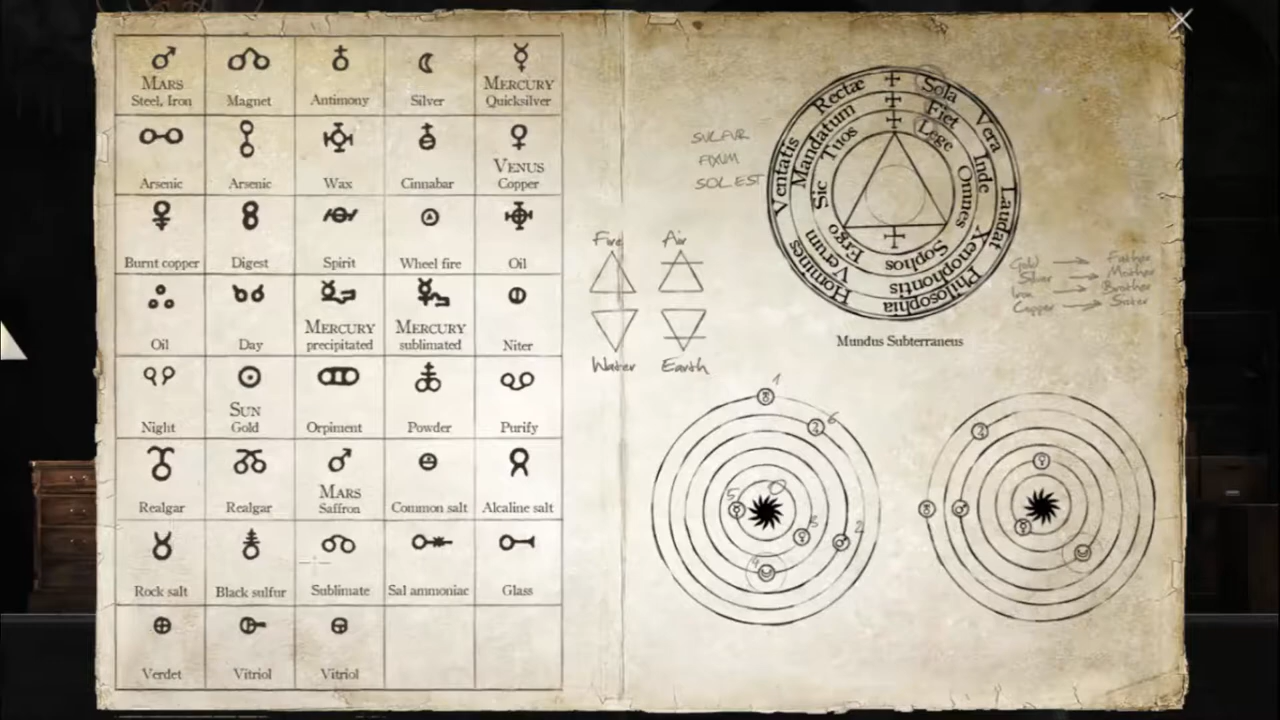 MARS
Steel, Iron
Magnet
Antimony
Silver
MERCURY
Quicksilver
Arsenic
Arsenic
Wax
Cinnabar
VENUS
Copper
Burnt copper
Digest
Spirit
Wheel fire
Oil
Oil
Day
MERCURY
precipitated
MERCURY
sublimated
Niter
Night
SUN
Gold
Orpiment
Powder
Purify
Realgar
Realgar
MARS
Saffron
Common salt
Alcaline salt
Rock salt
Black sulfur
Sublimate
Sal ammoniac
Glass
Verdet
Vitriol
Vitriol
SULFUR
FIXUM
SOL EST
Sola Vera Laudat Philosophia Homines Ventatis Rectæ
Fiet Inde Xenophontis Verum Mandatum
Lege Omnes Sophos Ergo Sic Tuos
Mundus Subterraneus
Fire
Air
Water
Earth
Gold Father
Silver Mother
Iron Brother
Copper Sister
1
6
5
2